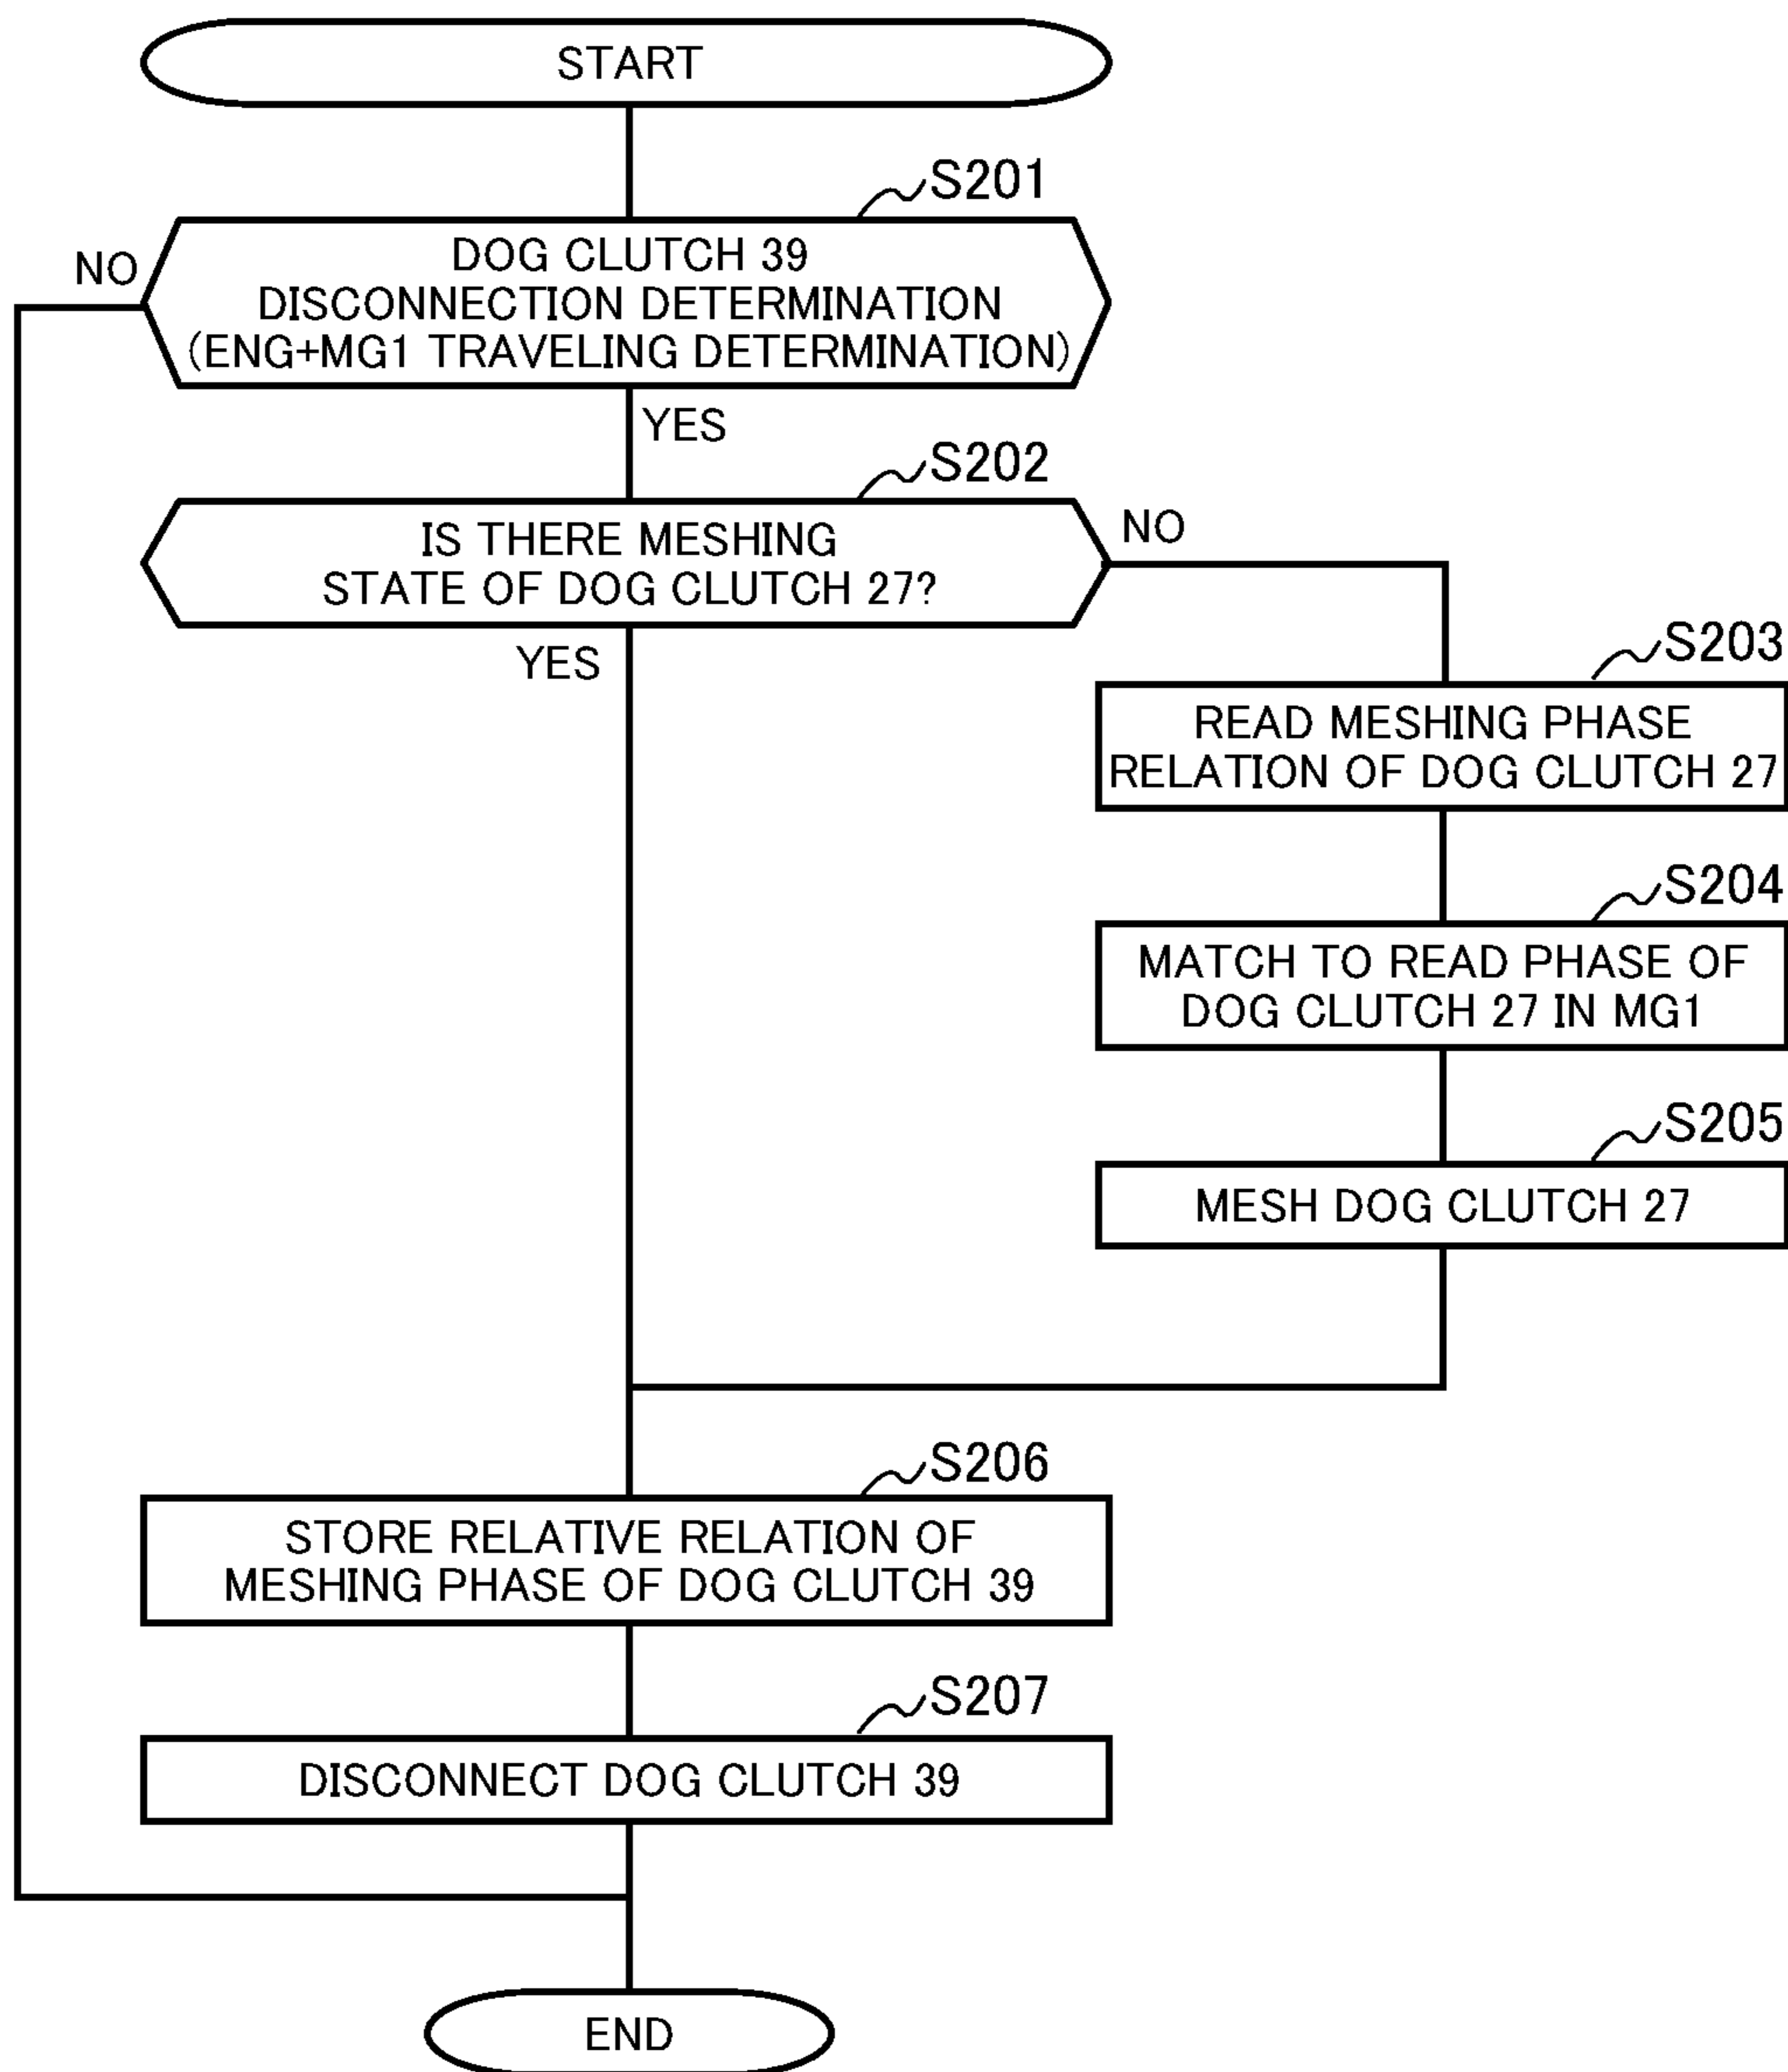 START
S201
DOG CLUTCH 39
DISCONNECTION DETERMINATION
(ENG+MG1 TRAVELING DETERMINATION)
NO
YES
S202
IS THERE MESHING
STATE OF DOG CLUTCH 27?
NO
YES
S203
READ MESHING PHASE
RELATION OF DOG CLUTCH 27
S204
MATCH TO READ PHASE OF
DOG CLUTCH 27 IN MG1
S205
MESH DOG CLUTCH 27
S206
STORE RELATIVE RELATION OF
MESHING PHASE OF DOG CLUTCH 39
S207
DISCONNECT DOG CLUTCH 39
END